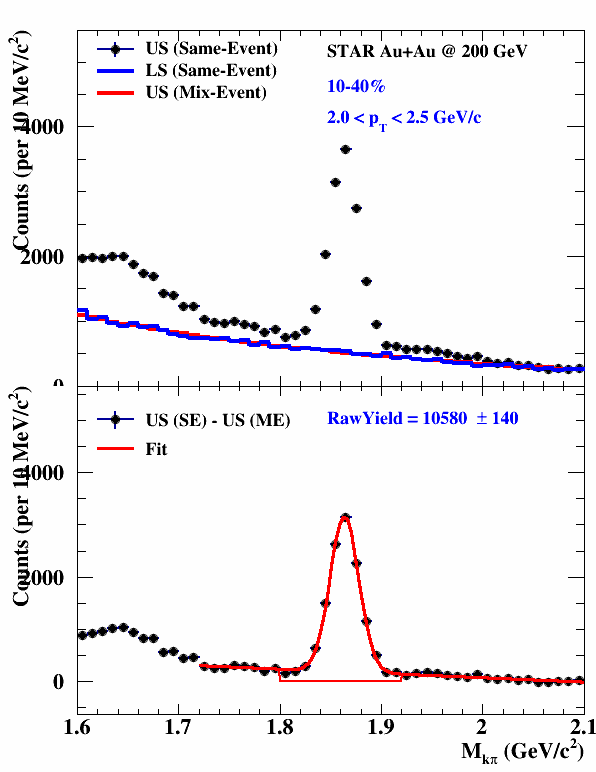 US (Same-Event)
LS (Same-Event)
US (Mix-Event)
STAR Au+Au @ 200 GeV
10-40%
2.0 < p_T < 2.5 GeV/c
Counts (per 10 MeV/c²)
4000
2000
0
US (SE) - US (ME)
Fit
RawYield = 10580 ± 140
Counts (per 10 MeV/c²)
4000
2000
0
1.6 1.7 1.8 1.9 2 2.1
M_kπ (GeV/c²)